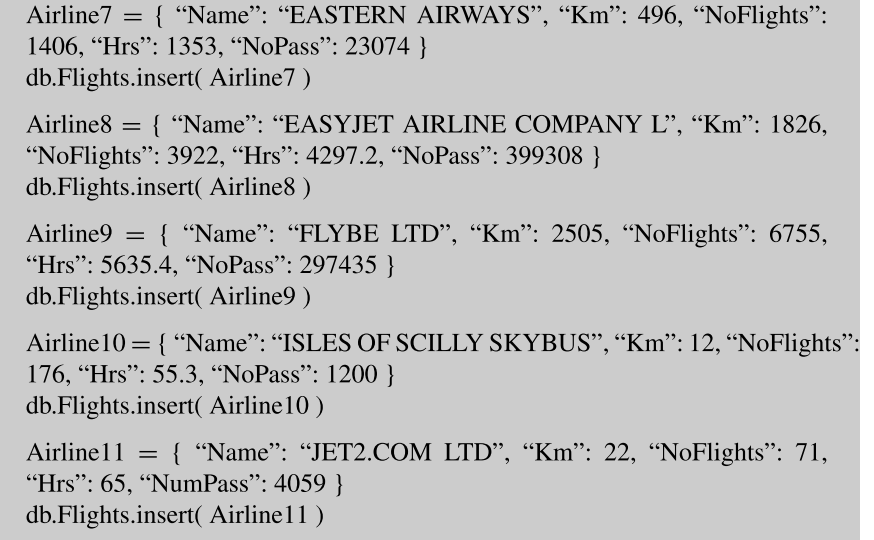 Airline7 = { “Name”: “EASTERN AIRWAYS”, “Km”: 496, “NoFlights”:
1406, “Hrs”: 1353, “NoPass”: 23074 }
db.Flights.insert( Airline7 )
Airline8 = { “Name”: “EASYJET AIRLINE COMPANY L”, “Km”: 1826,
“NoFlights”: 3922, “Hrs”: 4297.2, “NoPass”: 399308 }
db.Flights.insert( Airline8 )
Airline9 = { “Name”: “FLYBE LTD”, “Km”: 2505, “NoFlights”: 6755,
“Hrs”: 5635.4, “NoPass”: 297435 }
db.Flights.insert( Airline9 )
Airline10 = { “Name”: “ISLES OF SCILLY SKYBUS”, “Km”: 12, “NoFlights”:
176, “Hrs”: 55.3, “NoPass”: 1200 }
db.Flights.insert( Airline10 )
Airline11 = { “Name”: “JET2.COM LTD”, “Km”: 22, “NoFlights”: 71,
“Hrs”: 65, “NumPass”: 4059 }
db.Flights.insert( Airline11 )